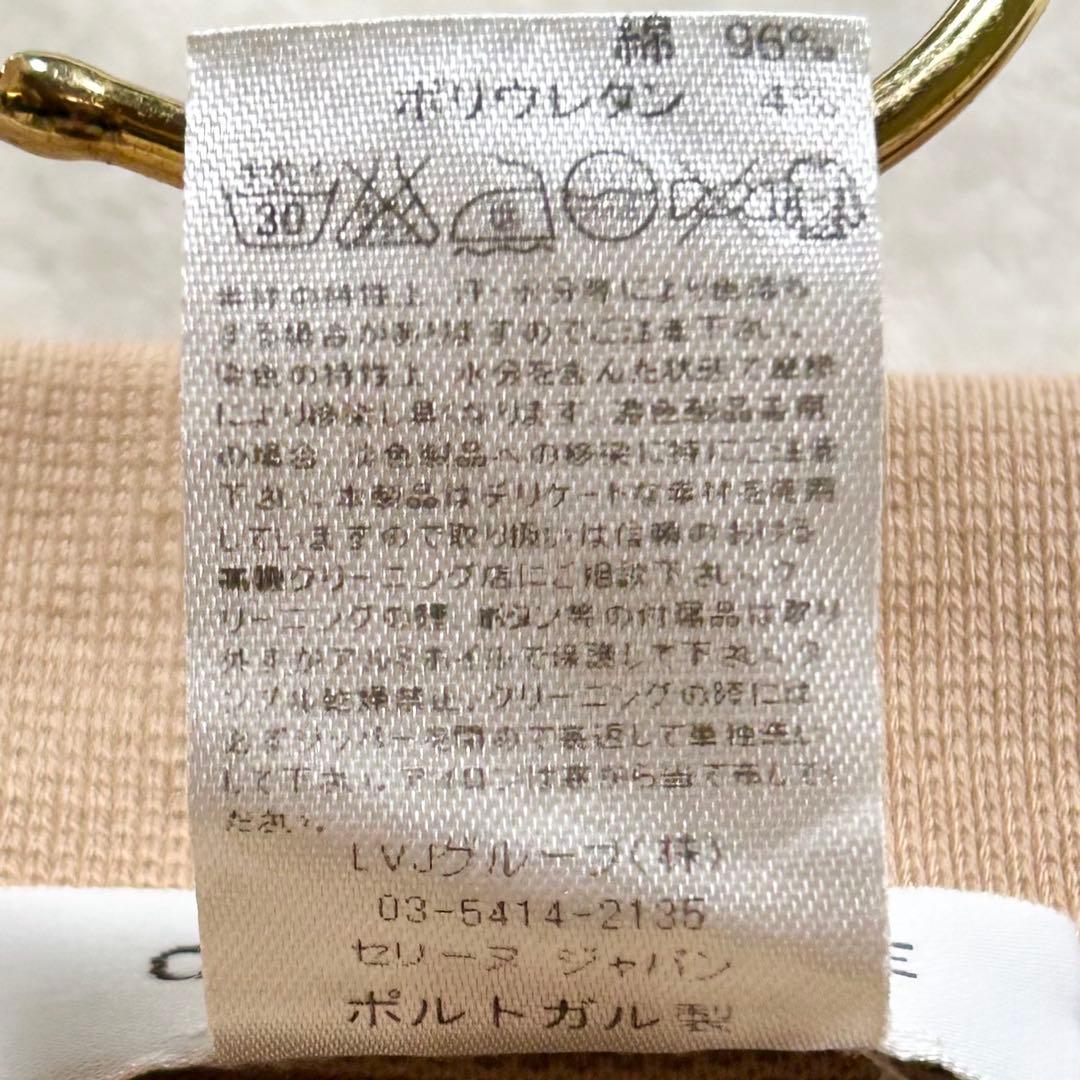 綿 96%
ポリウレタン 4%
30
素材の特性上 汗・水分等により色落ち
する場合がありますのでご注意下さい。
染色の特性上 水分を含んだ状態で摩擦
により移染し易くなります 濃色製品着用
の場合 淡色製品への移染に特にご注意
下さい。本製品はデリケートな素材を使用
していますので取り扱いは信頼のおける
高級クリーニング店にご相談下さい。ク
リーニングの際 ボタン等の付属品は取り
外すかアルミホイルで保護して下さい。タ
ンブル乾燥禁止。クリーニングの時には
必ずジッパーを閉めて裏返して単独洗い
して下さい。アイロンは裏から当て布してく
ださい。
LVJグループ(株)
03-5414-2135
セリーヌ ジャパン
C E
ポルトガル製